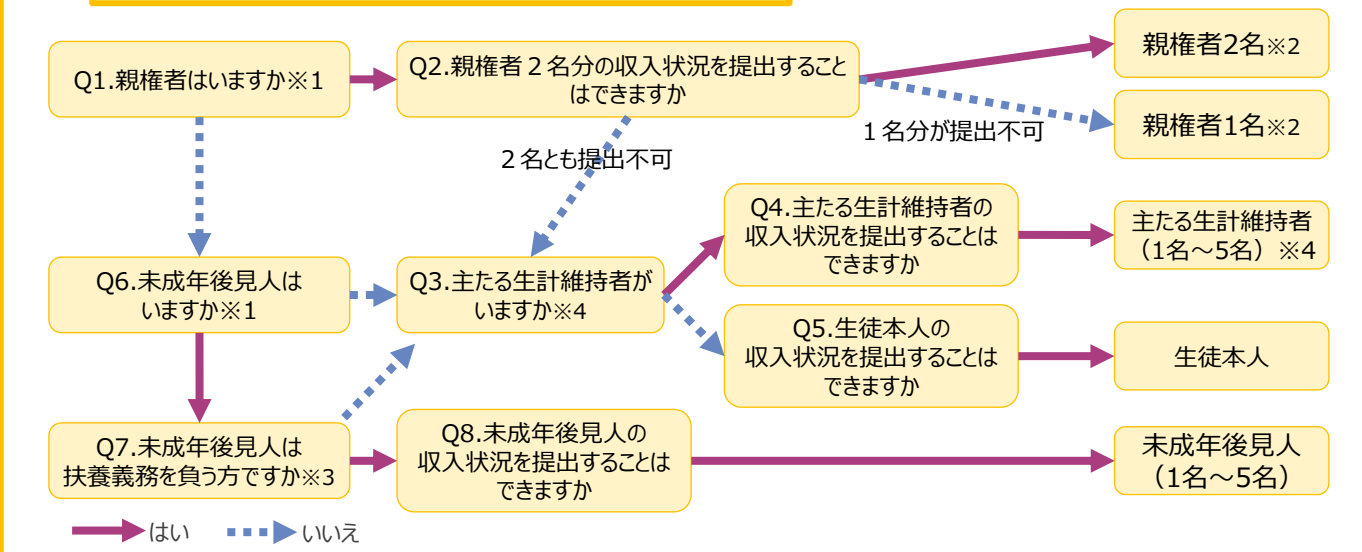 Q1.親権者はいますか※1
Q2.親権者２名分の収入状況を提出すること
はできますか
親権者2名※2
親権者1名※2
１名分が提出不可
２名とも提出不可
Q6.未成年後見人は
いますか※1
Q3.主たる生計維持者が
いますか※4
Q4.主たる生計維持者の
収入状況を提出することは
できますか
主たる生計維持者
（1名～5名）※4
Q5.生徒本人の
収入状況を提出することは
できますか
生徒本人
Q7.未成年後見人は
扶養義務を負う方ですか※3
Q8.未成年後見人の
収入状況を提出することは
できますか
未成年後見人
（1名～5名）
はい
いいえ